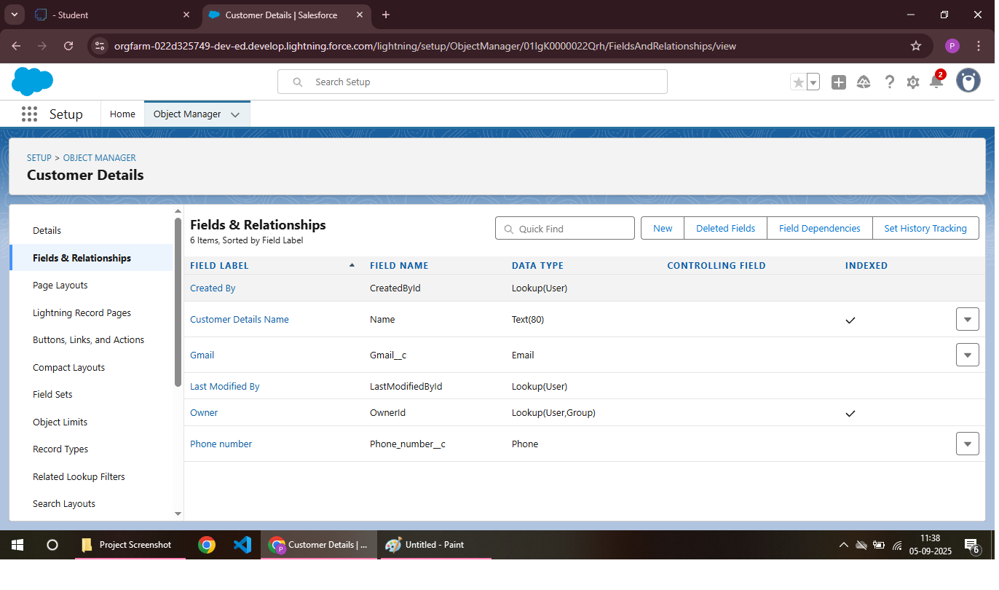 - Student
Customer Details | Salesforce
orgfarm-022d325749-dev-ed.develop.lightning.force.com/lightning/setup/ObjectManager/01IgK0000022Qrh/FieldsAndRelationships/view
P
Search Setup
2
Setup
Home
Object Manager
SETUP > OBJECT MANAGER
Customer Details
Details
Fields & Relationships
Page Layouts
Lightning Record Pages
Buttons, Links, and Actions
Compact Layouts
Field Sets
Object Limits
Record Types
Related Lookup Filters
Search Layouts
Fields & Relationships
6 Items, Sorted by Field Label
Quick Find
New
Deleted Fields
Field Dependencies
Set History Tracking
FIELD LABEL FIELD NAME DATA TYPE CONTROLLING FIELD INDEXED
Created By CreatedById Lookup(User)
Customer Details Name Name Text(80)
Gmail Gmail__c Email
Last Modified By LastModifiedById Lookup(User)
Owner OwnerId Lookup(User,Group)
Phone number Phone_number__c Phone
Project Screenshot
P
Customer Details | ...
Untitled - Paint
11:38
05-09-2025
6